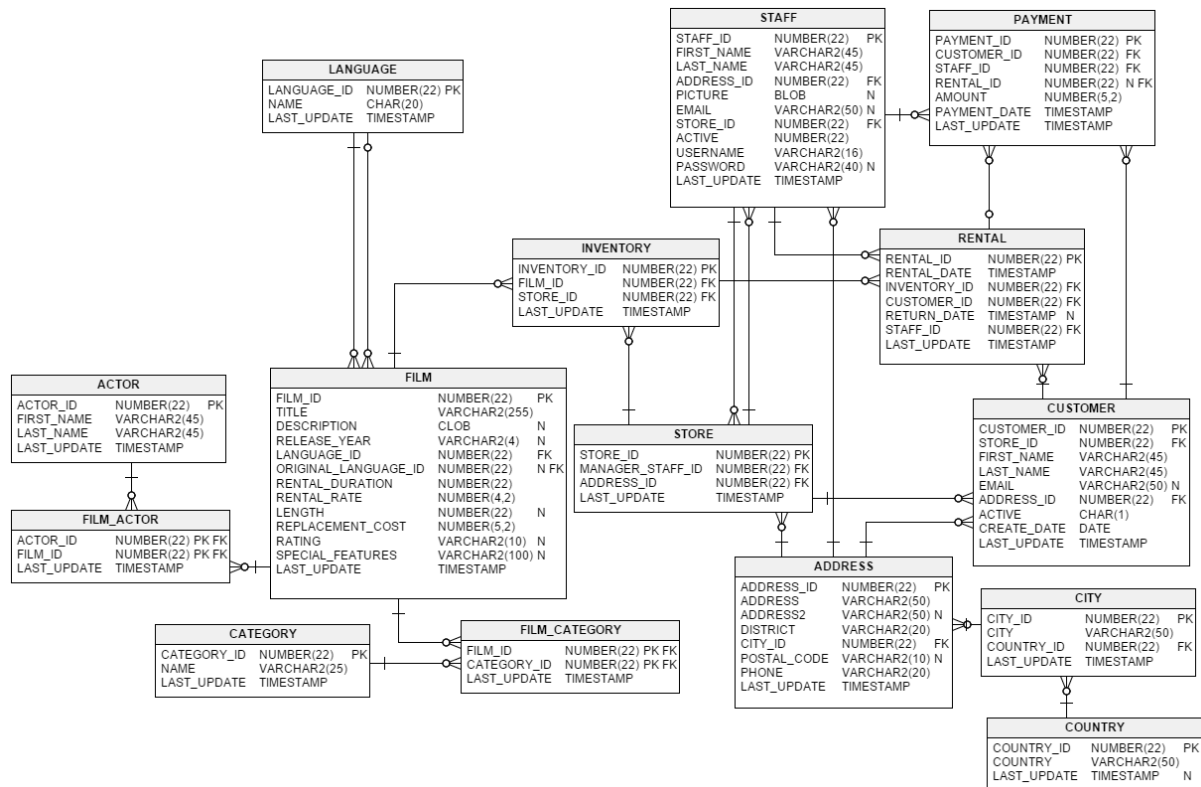 STAFF
STAFF_ID NUMBER(22) PK
FIRST_NAME VARCHAR2(45)
LAST_NAME VARCHAR2(45)
ADDRESS_ID NUMBER(22) FK
PICTURE BLOB N
EMAIL VARCHAR2(50) N
STORE_ID NUMBER(22) FK
ACTIVE NUMBER(22)
USERNAME VARCHAR2(16)
PASSWORD VARCHAR2(40) N
LAST_UPDATE TIMESTAMP
PAYMENT
PAYMENT_ID NUMBER(22) PK
CUSTOMER_ID NUMBER(22) FK
STAFF_ID NUMBER(22) FK
RENTAL_ID NUMBER(22) N FK
AMOUNT NUMBER(5,2)
PAYMENT_DATE TIMESTAMP
LAST_UPDATE TIMESTAMP
LANGUAGE
LANGUAGE_ID NUMBER(22) PK
NAME CHAR(20)
LAST_UPDATE TIMESTAMP
INVENTORY
INVENTORY_ID NUMBER(22) PK
FILM_ID NUMBER(22) FK
STORE_ID NUMBER(22) FK
LAST_UPDATE TIMESTAMP
RENTAL
RENTAL_ID NUMBER(22) PK
RENTAL_DATE TIMESTAMP
INVENTORY_ID NUMBER(22) FK
CUSTOMER_ID NUMBER(22) FK
RETURN_DATE TIMESTAMP N
STAFF_ID NUMBER(22) FK
LAST_UPDATE TIMESTAMP
ACTOR
ACTOR_ID NUMBER(22) PK
FIRST_NAME VARCHAR2(45)
LAST_NAME VARCHAR2(45)
LAST_UPDATE TIMESTAMP
FILM
FILM_ID NUMBER(22) PK
TITLE VARCHAR2(255)
DESCRIPTION CLOB N
RELEASE_YEAR VARCHAR2(4) N
LANGUAGE_ID NUMBER(22) FK
ORIGINAL_LANGUAGE_ID NUMBER(22) N FK
RENTAL_DURATION NUMBER(22)
RENTAL_RATE NUMBER(4,2)
LENGTH NUMBER(22) N
REPLACEMENT_COST NUMBER(5,2)
RATING VARCHAR2(10) N
SPECIAL_FEATURES VARCHAR2(100) N
LAST_UPDATE TIMESTAMP
STORE
STORE_ID NUMBER(22) PK
MANAGER_STAFF_ID NUMBER(22) FK
ADDRESS_ID NUMBER(22) FK
LAST_UPDATE TIMESTAMP
CUSTOMER
CUSTOMER_ID NUMBER(22) PK
STORE_ID NUMBER(22) FK
FIRST_NAME VARCHAR2(45)
LAST_NAME VARCHAR2(45)
EMAIL VARCHAR2(50) N
ADDRESS_ID NUMBER(22) FK
ACTIVE CHAR(1)
CREATE_DATE DATE
LAST_UPDATE TIMESTAMP
FILM_ACTOR
ACTOR_ID NUMBER(22) PK FK
FILM_ID NUMBER(22) PK FK
LAST_UPDATE TIMESTAMP
ADDRESS
ADDRESS_ID NUMBER(22) PK
ADDRESS VARCHAR2(50)
ADDRESS2 VARCHAR2(50) N
DISTRICT VARCHAR2(20)
CITY_ID NUMBER(22) FK
POSTAL_CODE VARCHAR2(10) N
PHONE VARCHAR2(20)
LAST_UPDATE TIMESTAMP
CITY
CITY_ID NUMBER(22) PK
CITY VARCHAR2(50)
COUNTRY_ID NUMBER(22) FK
LAST_UPDATE TIMESTAMP
CATEGORY
CATEGORY_ID NUMBER(22) PK
NAME VARCHAR2(25)
LAST_UPDATE TIMESTAMP
FILM_CATEGORY
FILM_ID NUMBER(22) PK FK
CATEGORY_ID NUMBER(22) PK FK
LAST_UPDATE TIMESTAMP
COUNTRY
COUNTRY_ID NUMBER(22) PK
COUNTRY VARCHAR2(50)
LAST_UPDATE TIMESTAMP N